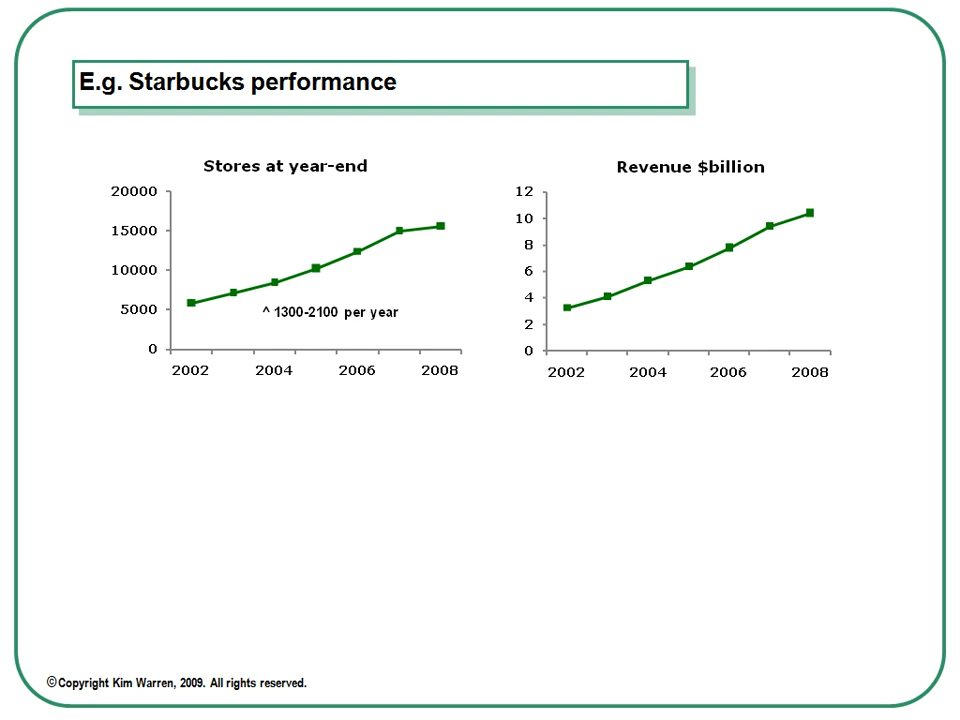 E.g. Starbucks performance
Stores at year-end
20000
15000
10000
5000
0
^ 1300-2100 per year
2002 2004 2006 2008
Revenue $billion
12
10
8
6
4
2
0
2002 2004 2006 2008
©Copyright Kim Warren, 2009. All rights reserved.